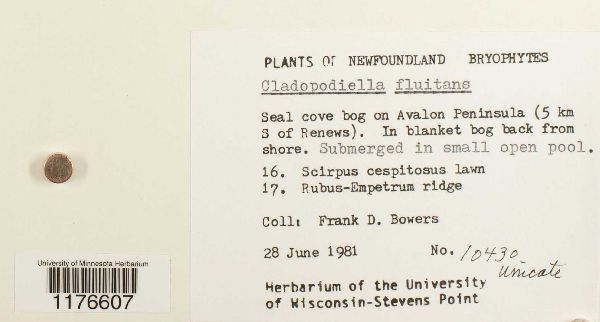 PLANTS OF NEWFOUNDLAND BRYOPHYTES
Cladopodiella fluitans
Seal cove bog on Avalon Peninsula (5 km
S of Renews). In blanket bog back from
shore. Submerged in small open pool.
16. Scirpus cespitosus lawn
17. Rubus-Empetrum ridge
Coll: Frank D. Bowers
28 June 1981 No. 10430
Unicate
Herbarium of the University
of Wisconsin-Stevens Point
University of Minnesota Herbarium
1176607